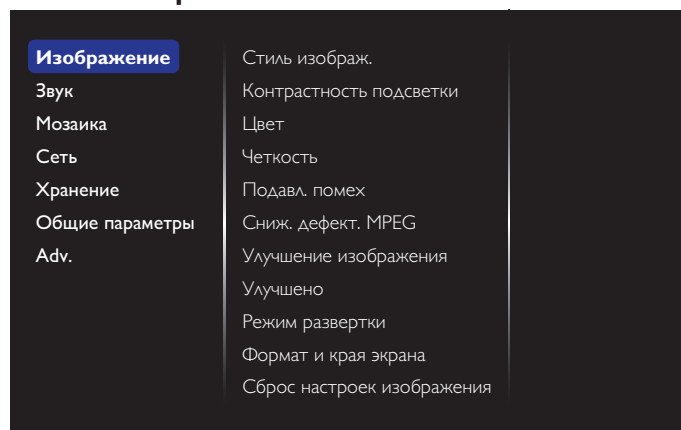 Изображение
Звук
Мозаика
Сеть
Хранение
Общие параметры
Adv.
Стиль изображ.
Контрастность подсветки
Цвет
Четкость
Подавл. помех
Сниж. дефект. MPEG
Улучшение изображения
Улучшено
Режим развертки
Формат и края экрана
Сброс настроек изображения